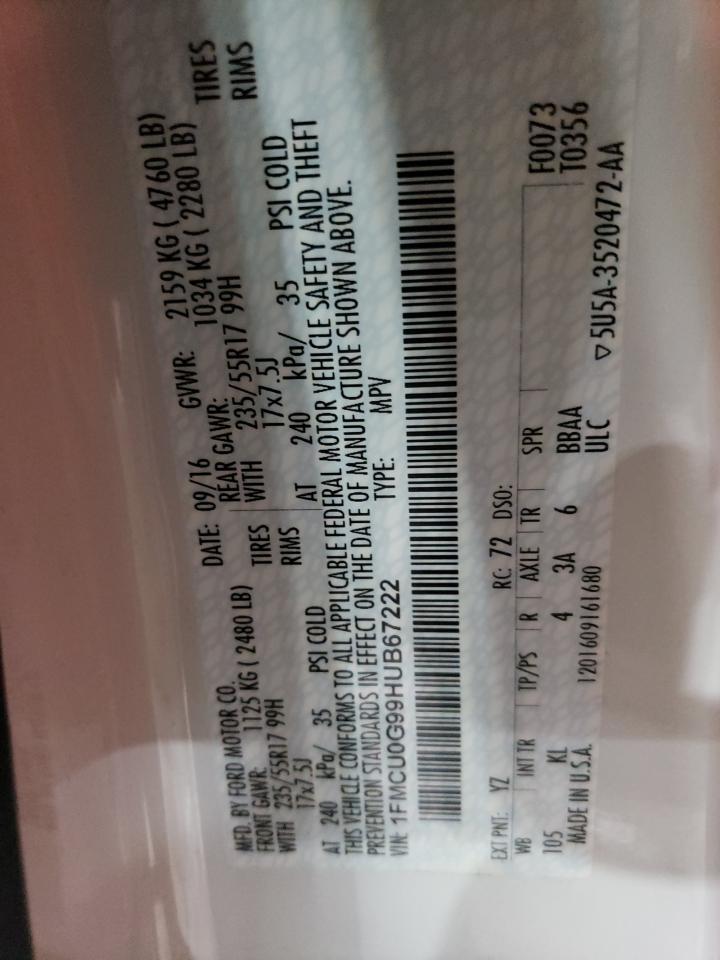 MFD. BY FORD MOTOR CO.
DATE: 09/16 GVWR: 2159 KG ( 4760 LB)
FRONT GAWR: 1125 KG ( 2480 LB) REAR GAWR: 1034 KG ( 2280 LB)
WITH 235/55R17 99H TIRES WITH 235/55R17 99H TIRES
17x7.5J RIMS 17x7.5J RIMS
AT 240 kPa/ 35 PSI COLD AT 240 kPa/ 35 PSI COLD
THIS VEHICLE CONFORMS TO ALL APPLICABLE FEDERAL MOTOR VEHICLE SAFETY AND THEFT
PREVENTION STANDARDS IN EFFECT ON THE DATE OF MANUFACTURE SHOWN ABOVE.
VIN: 1FMCU0G99HUB67222 TYPE: MPV
EXT PNT: YZ RC: 72 DSO:
WB INT TR TP/PS R AXLE TR SPR F0073
105 KL 4 3A 6 BBAA T0356
MADE IN U.S.A. 1201609161680 ULC ▽ 5U5A-3520472-AA